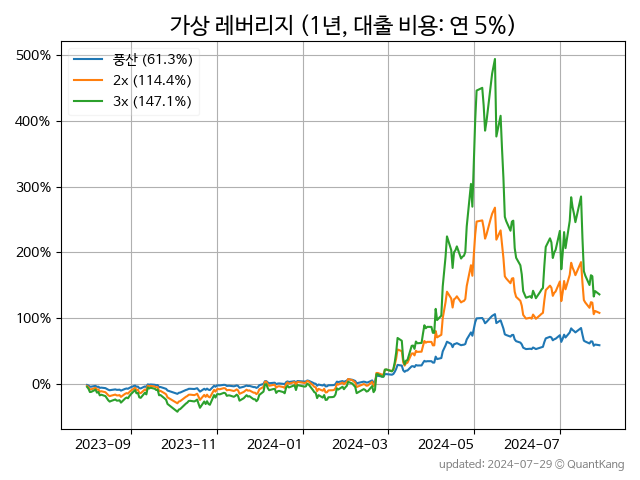 가상 레버리지 (1년, 대출 비용: 연 5%)
풍산 (61.3%)
2x (114.4%)
3x (147.1%)
500%
400%
300%
200%
100%
0%
2023-09 2023-11 2024-01 2024-03 2024-05 2024-07
updated: 2024-07-29 © QuantKang